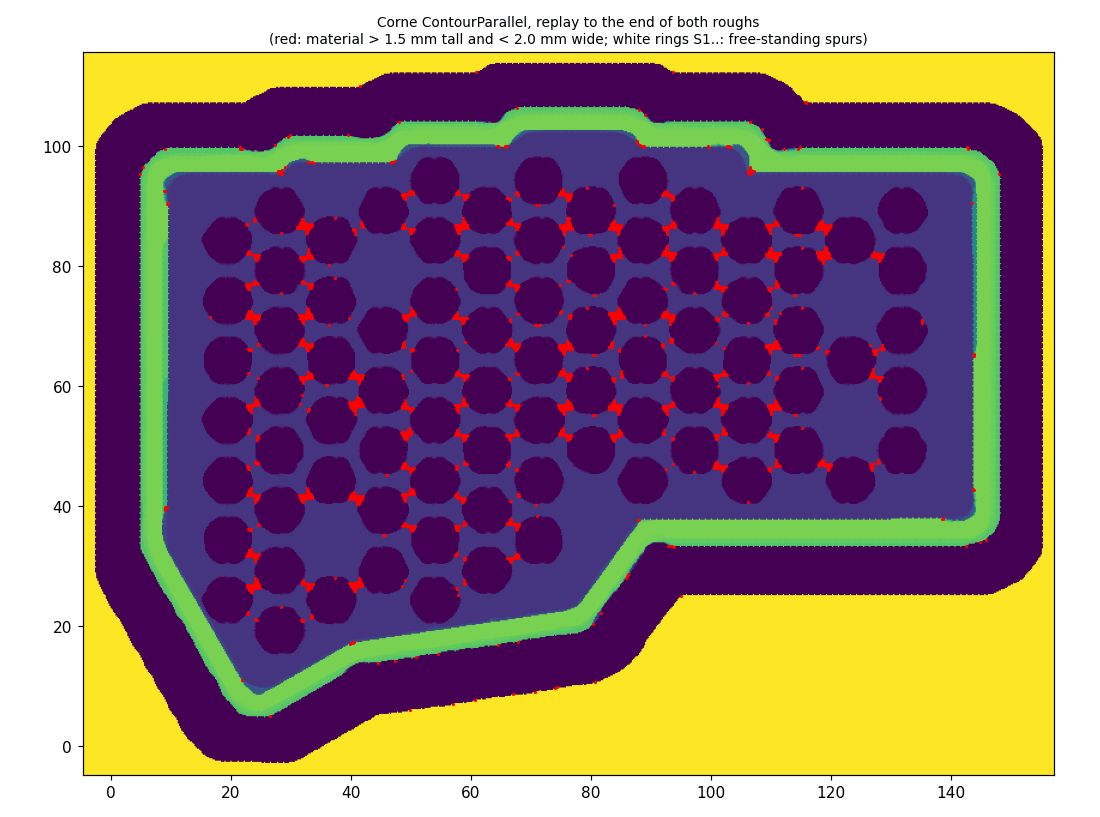 Corne ContourParallel, replay to the end of both roughs
(red: material > 1.5 mm tall and < 2.0 mm wide; white rings S1..: free-standing spurs)
100
80
60
40
20
0
0 20 40 60 80 100 120 140